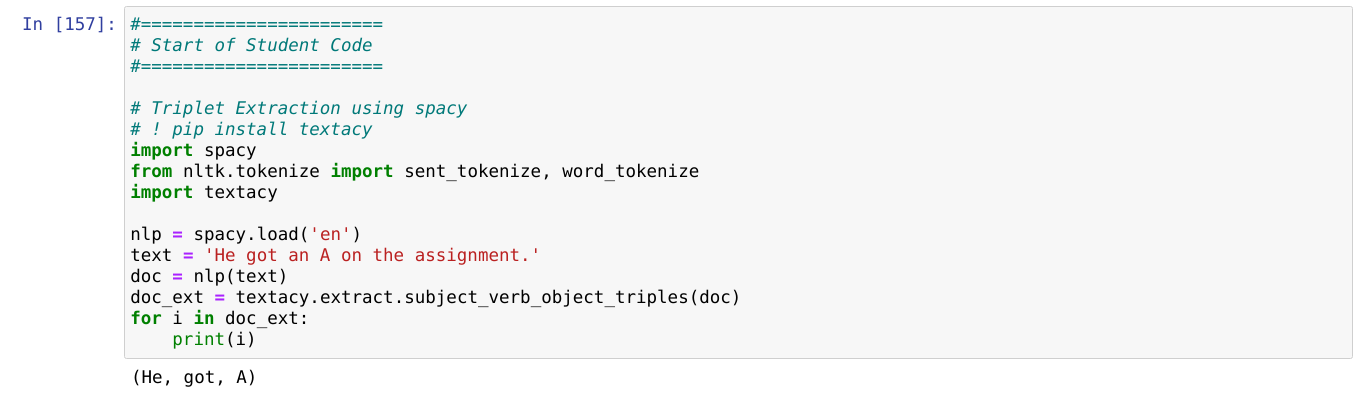 In [157]:
#=======================
# Start of Student Code
#=======================
# Triplet Extraction using spacy
# ! pip install textacy
import spacy
from nltk.tokenize import sent_tokenize, word_tokenize
import textacy
nlp = spacy.load('en')
text = 'He got an A on the assignment.'
doc = nlp(text)
doc_ext = textacy.extract.subject_verb_object_triples(doc)
for i in doc_ext:
    print(i)
(He, got, A)